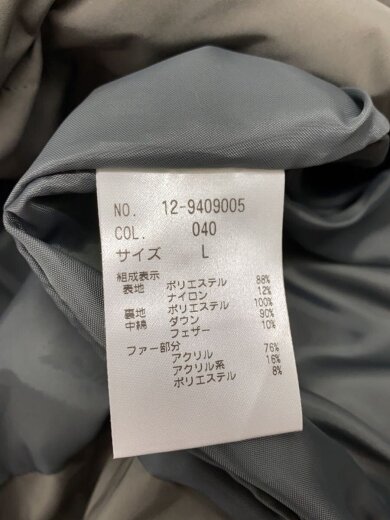 NO. 12-9409005
COL. 040
サイズ L
組成表示
表地 ポリエステル 88%
ナイロン 12%
裏地 ポリエステル 100%
中綿 ダウン 90%
フェザー 10%
ファー部分
アクリル 76%
アクリル系 16%
ポリエステル 8%